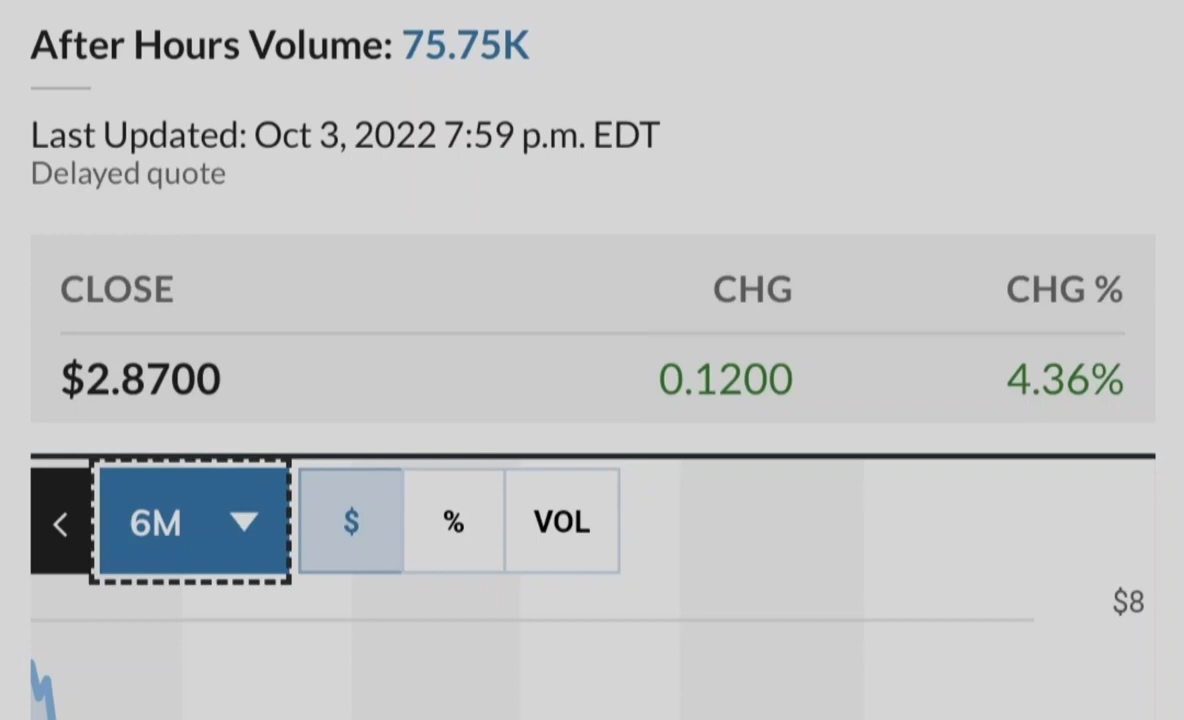 After Hours Volume: 75.75K
Last Updated: Oct 3, 2022 7:59 p.m. EDT
Delayed quote
CLOSE CHG CHG %
$2.8700 0.1200 4.36%
6M $ % VOL
$8